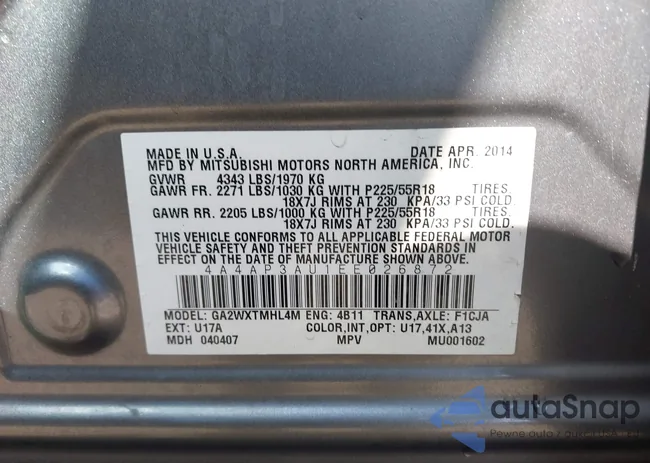 MADE IN U.S.A. DATE APR. 2014
MFD BY MITSUBISHI MOTORS NORTH AMERICA, INC.
GVWR 4343 LBS/1970 KG
GAWR FR. 2271 LBS/1030 KG WITH P225/55R18 TIRES,
18X7J RIMS AT 230 KPA/33 PSI COLD.
GAWR RR. 2205 LBS/1000 KG WITH P225/55R18 TIRES,
18X7J RIMS AT 230 KPA/33 PSI COLD.
THIS VEHICLE CONFORMS TO ALL APPLICABLE FEDERAL MOTOR
VEHICLE SAFETY AND THEFT PREVENTION STANDARDS IN
EFFECT ON THE DATE OF MANUFACTURE SHOWN ABOVE.
4A4AP3AU1EE026872
MODEL: GA2WXTMHL4M ENG: 4B11 TRANS,AXLE: F1CJA
EXT: U17A COLOR,INT,OPT: U17,41X,A13
MDH 040407 MPV MU001602
autoSnap
Pewne auto z aukcji USA